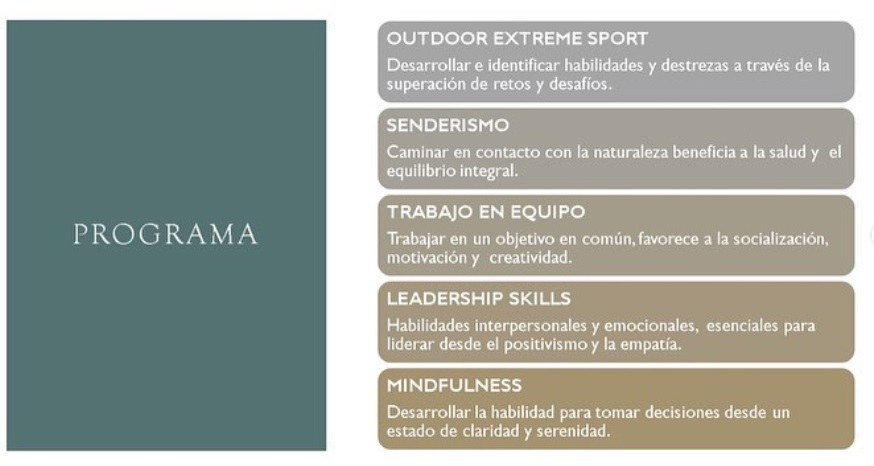 PROGRAMA
OUTDOOR EXTREME SPORT
Desarrollar e identificar habilidades y destrezas a través de la
superación de retos y desafíos.
SENDERISMO
Caminar en contacto con la naturaleza beneficia a la salud y el
equilibrio integral.
TRABAJO EN EQUIPO
Trabajar en un objetivo en común, favorece a la socialización,
motivación y creatividad.
LEADERSHIP SKILLS
Habilidades interpersonales y emocionales, esenciales para
liderar desde el positivismo y la empatía.
MINDFULNESS
Desarrollar la habilidad para tomar decisiones desde un
estado de claridad y serenidad.